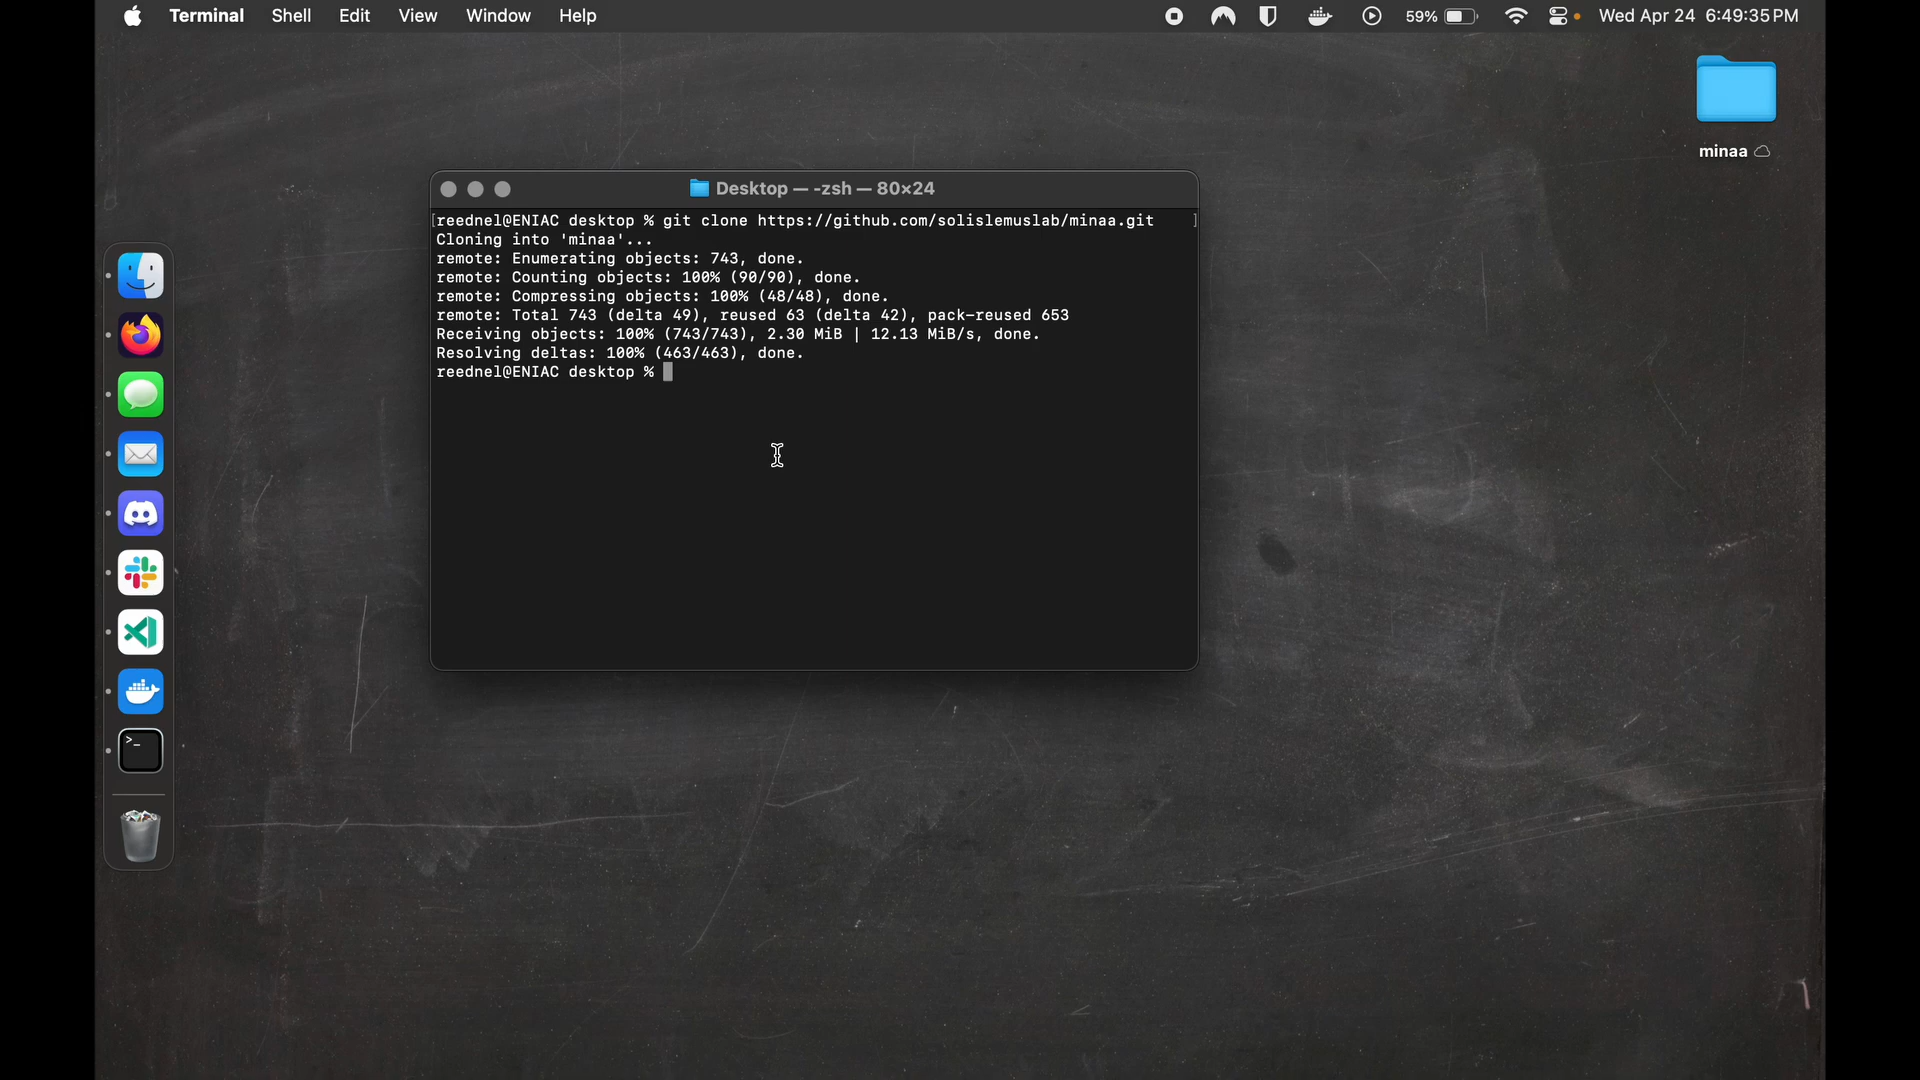 Terminal Shell Edit View Window Help 59% Wed Apr 24 6:49:35 PM
minaa
Desktop — -zsh — 80×24
[reednel@ENIAC desktop % git clone https://github.com/solislemuslab/minaa.git ]
Cloning into 'minaa'...
remote: Enumerating objects: 743, done.
remote: Counting objects: 100% (90/90), done.
remote: Compressing objects: 100% (48/48), done.
remote: Total 743 (delta 49), reused 63 (delta 42), pack-reused 653
Receiving objects: 100% (743/743), 2.30 MiB | 12.13 MiB/s, done.
Resolving deltas: 100% (463/463), done.
reednel@ENIAC desktop %
>_